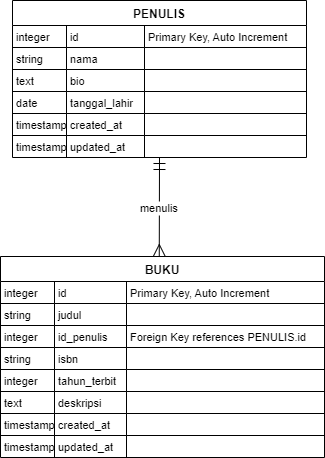 PENULIS
integer id Primary Key, Auto Increment
string nama
text bio
date tanggal_lahir
timestamp created_at
timestamp updated_at
menulis
BUKU
integer id Primary Key, Auto Increment
string judul
integer id_penulis Foreign Key references PENULIS.id
string isbn
integer tahun_terbit
text deskripsi
timestamp created_at
timestamp updated_at